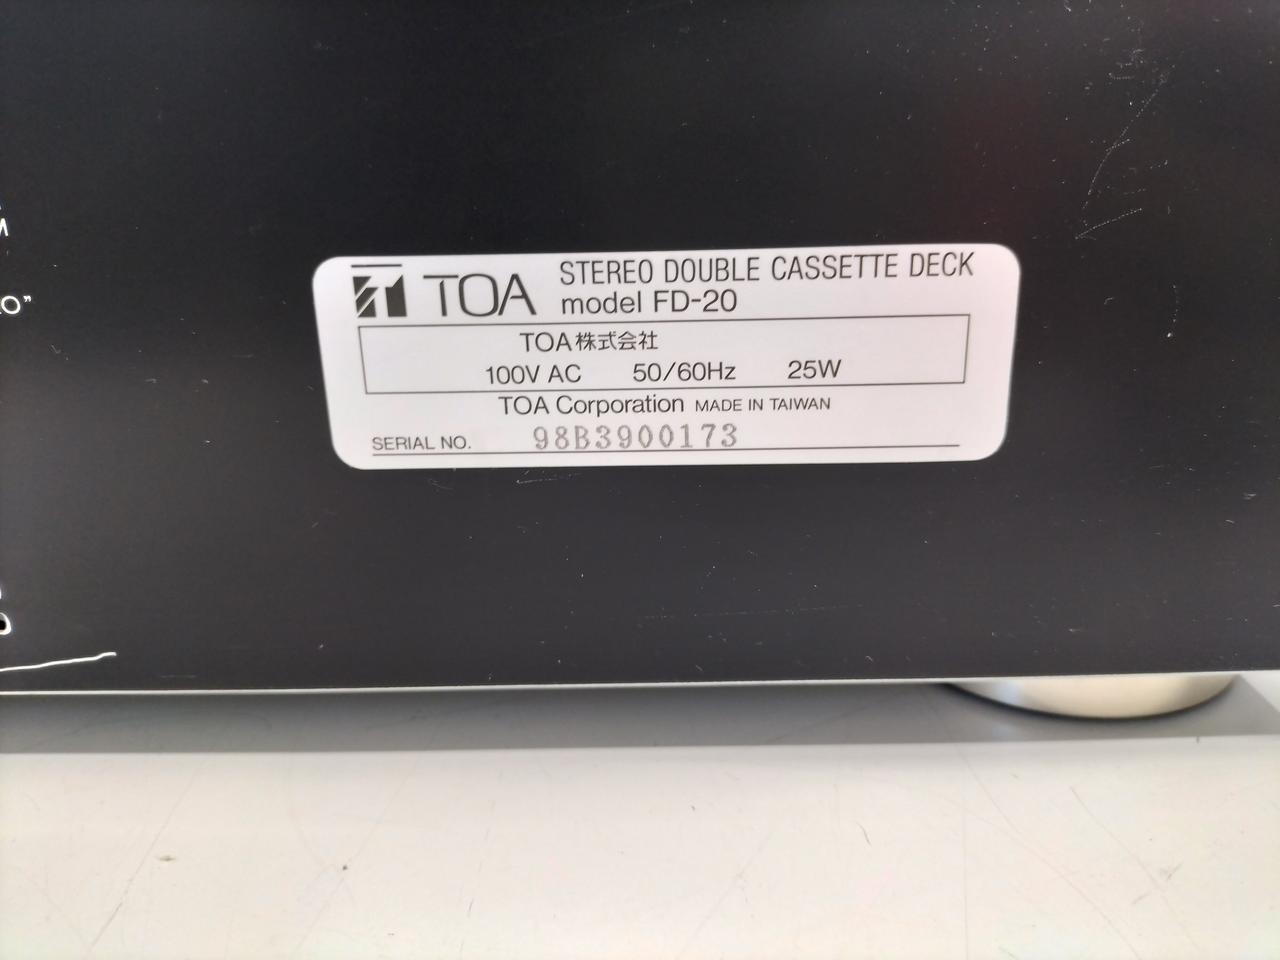 TOA STEREO DOUBLE CASSETTE DECK
model FD-20
TOA株式会社
100V AC 50/60Hz 25W
TOA Corporation MADE IN TAIWAN
SERIAL NO. 98B3900173